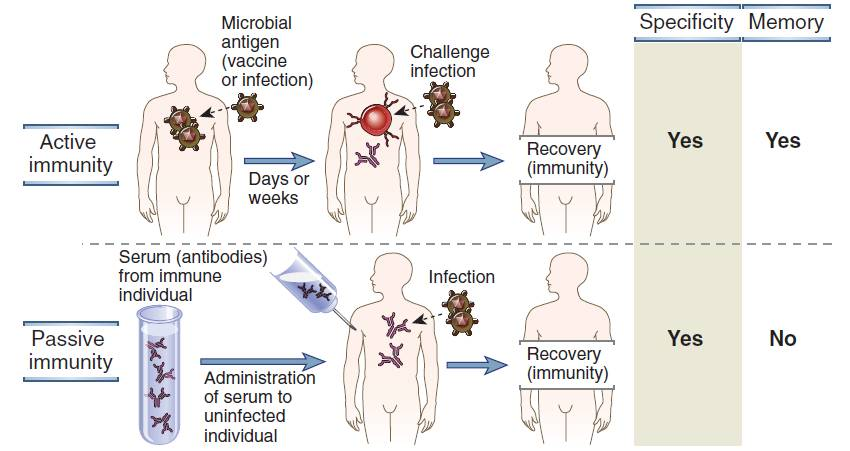 Specificity Memory
Microbial
antigen
(vaccine
or infection)
Challenge
infection
Active
immunity
Days or
weeks
Recovery
(immunity)
Yes
Yes
Serum (antibodies)
from immune
individual
Infection
Passive
immunity
Administration
of serum to
uninfected
individual
Recovery
(immunity)
Yes
No